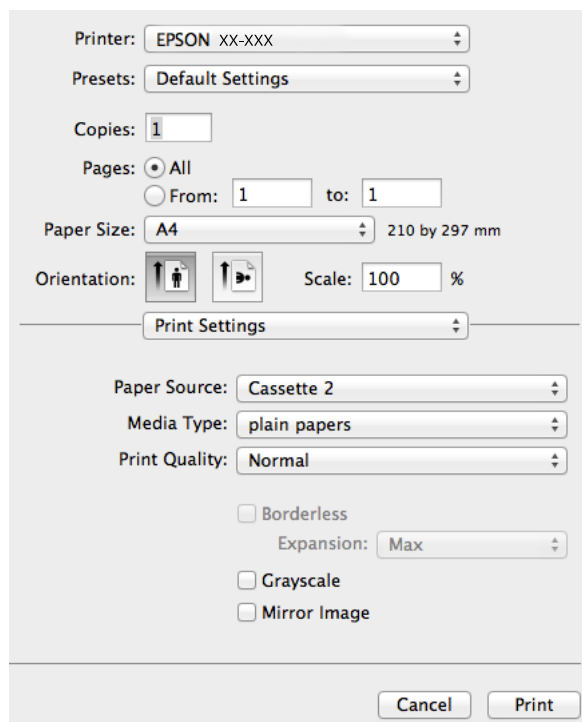 Printer: EPSON XX-XXX
Presets: Default Settings
Copies: 1
Pages: All
From: 1 to: 1
Paper Size: A4 210 by 297 mm
Orientation: Scale: 100 %
Print Settings
Paper Source: Cassette 2
Media Type: plain papers
Print Quality: Normal
Borderless
Expansion: Max
Grayscale
Mirror Image
Cancel Print